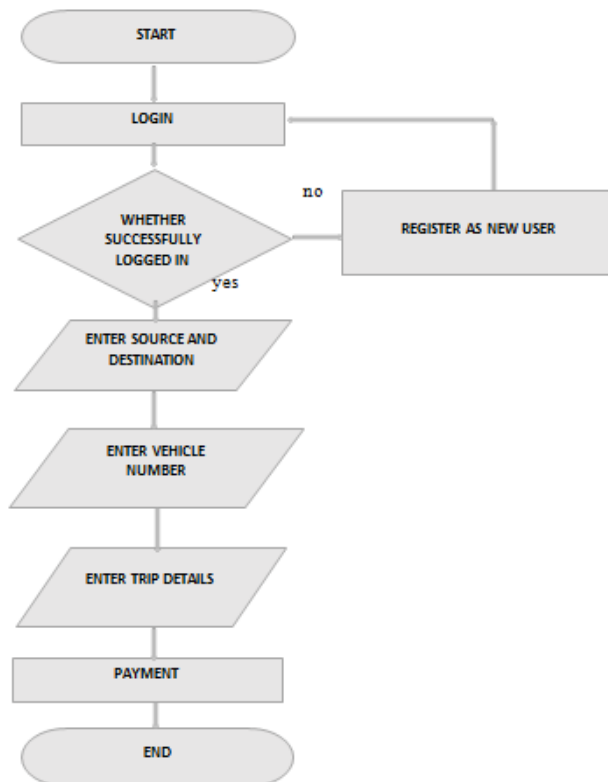 START
LOGIN
no
WHETHER
SUCCESSFULLY
LOGGED IN
REGISTER AS NEW USER
yes
ENTER SOURCE AND
DESTINATION
ENTER VEHICLE
NUMBER
ENTER TRIP DETAILS
PAYMENT
END